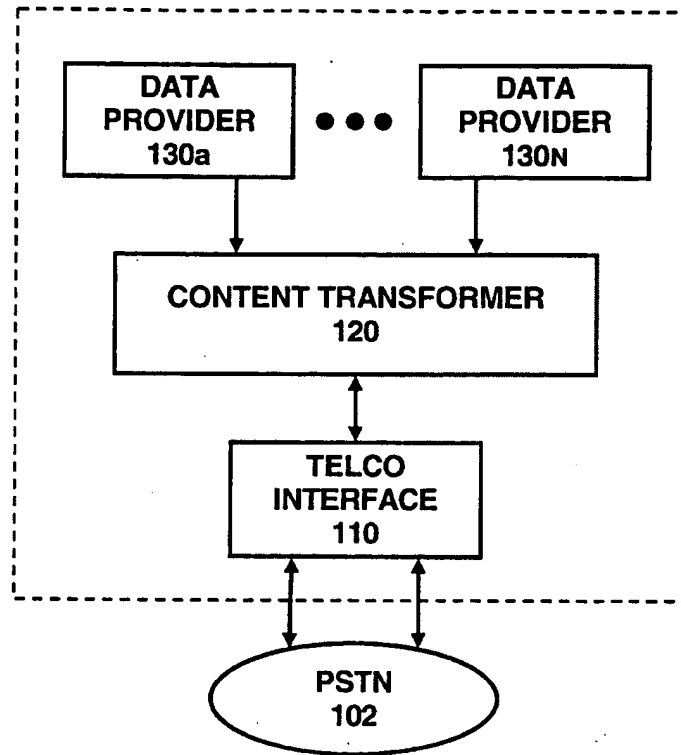 DATA
PROVIDER
130a
DATA
PROVIDER
130N
CONTENT TRANSFORMER
120
TELCO
INTERFACE
110
PSTN
102